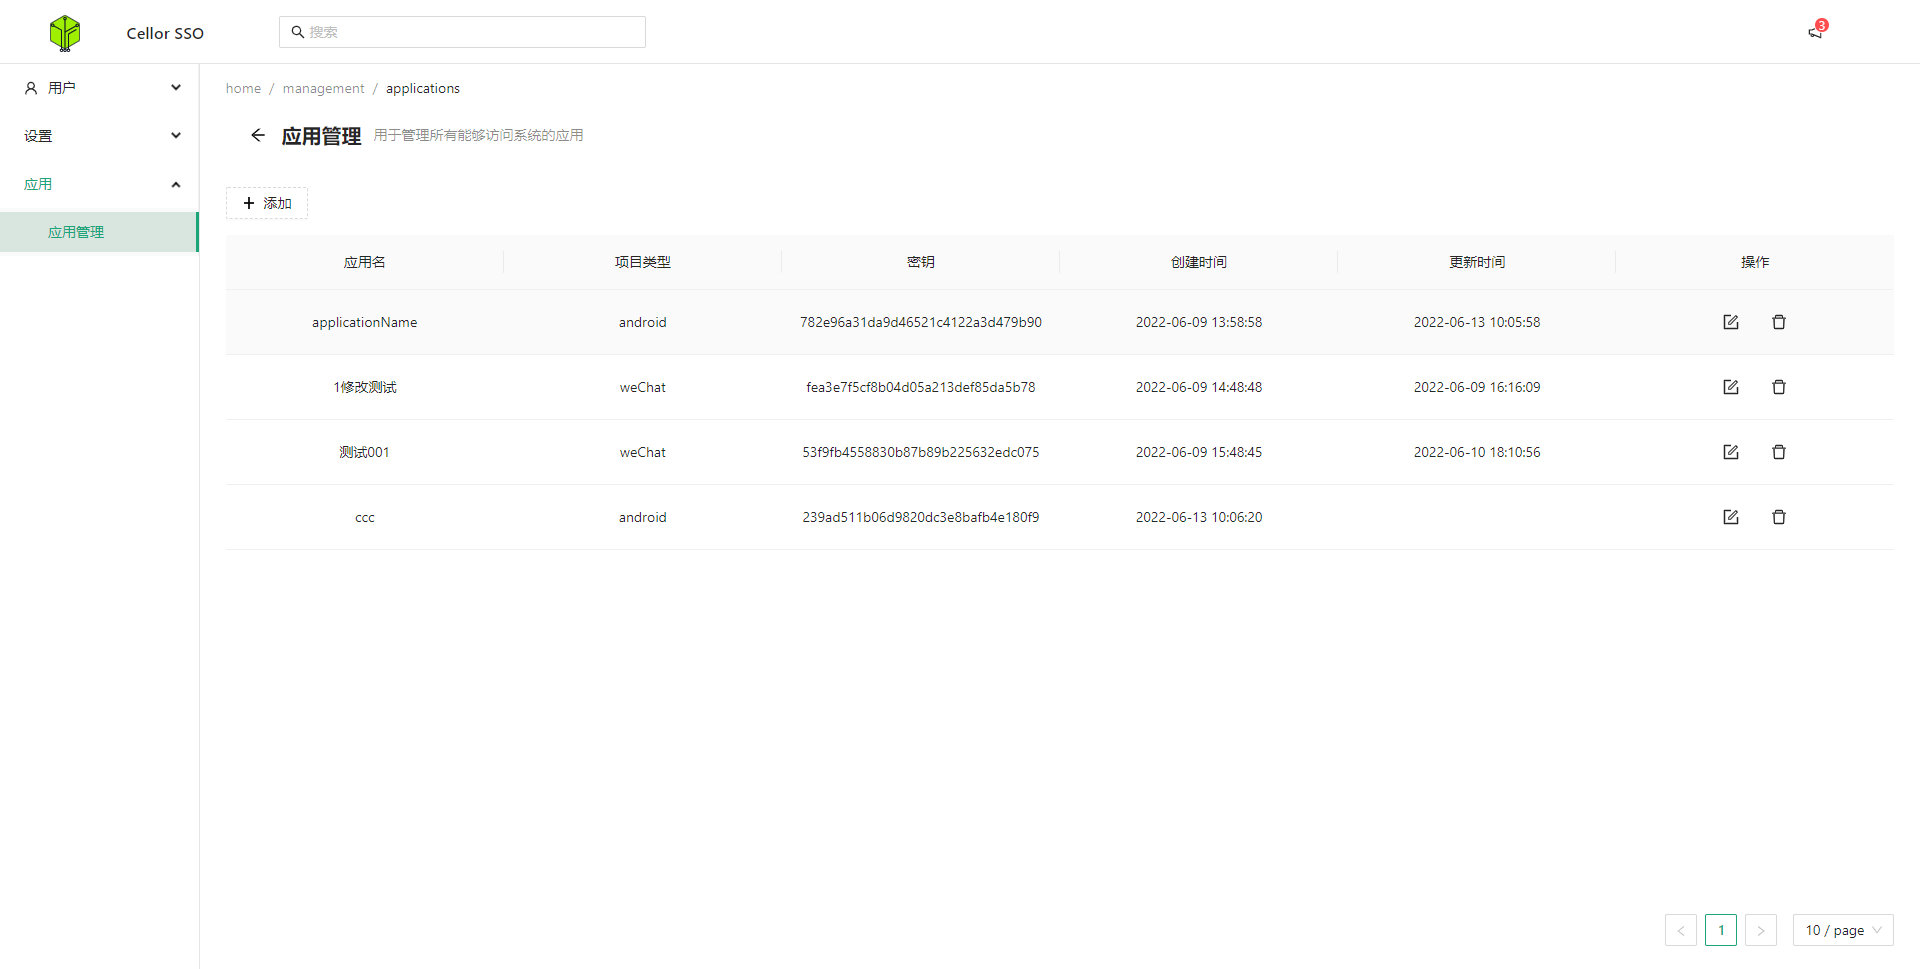 Cellor SSO
搜索
3
用户
设置
应用
应用管理
home / management / applications
应用管理 用于管理所有能够访问系统的应用
添加
应用名 项目类型 密钥 创建时间 更新时间 操作
applicationName android 782e96a31da9d46521c4122a3d479b90 2022-06-09 13:58:58 2022-06-13 10:05:58
1修改测试 weChat fea3e7f5cf8b04d05a213def85da5b78 2022-06-09 14:48:48 2022-06-09 16:16:09
测试001 weChat 53f9fb4558830b87b89b225632edc075 2022-06-09 15:48:45 2022-06-10 18:10:56
ccc android 239ad511b06d9820dc3e8bafb4e180f9 2022-06-13 10:06:20
1 10 / page